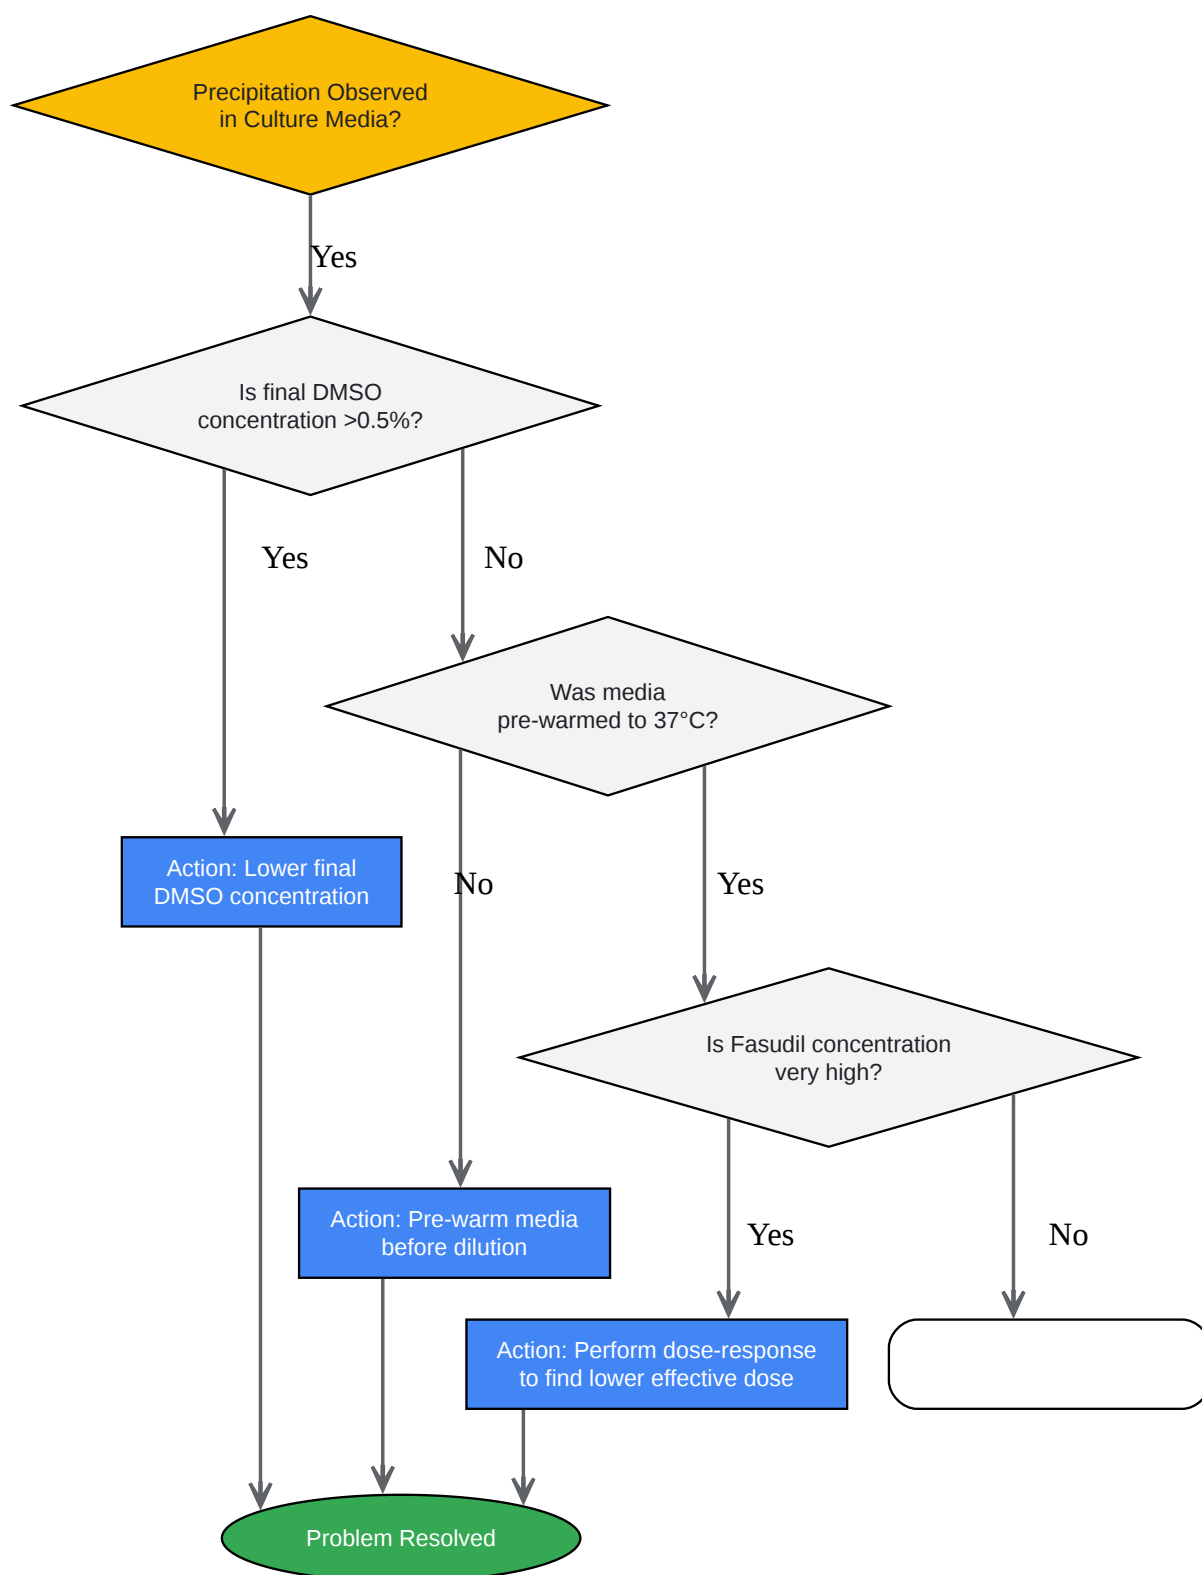 Precipitation Observed
in Culture Media?
Yes
Is final DMSO
concentration >0.5%?
Yes
No
Was media
pre-warmed to 37°C?
Action: Lower final
DMSO concentration
No
Yes
Is Fasudil concentration
very high?
Action: Pre-warm media
before dilution
Yes
No
Action: Perform dose-response
to find lower effective dose
Problem Resolved